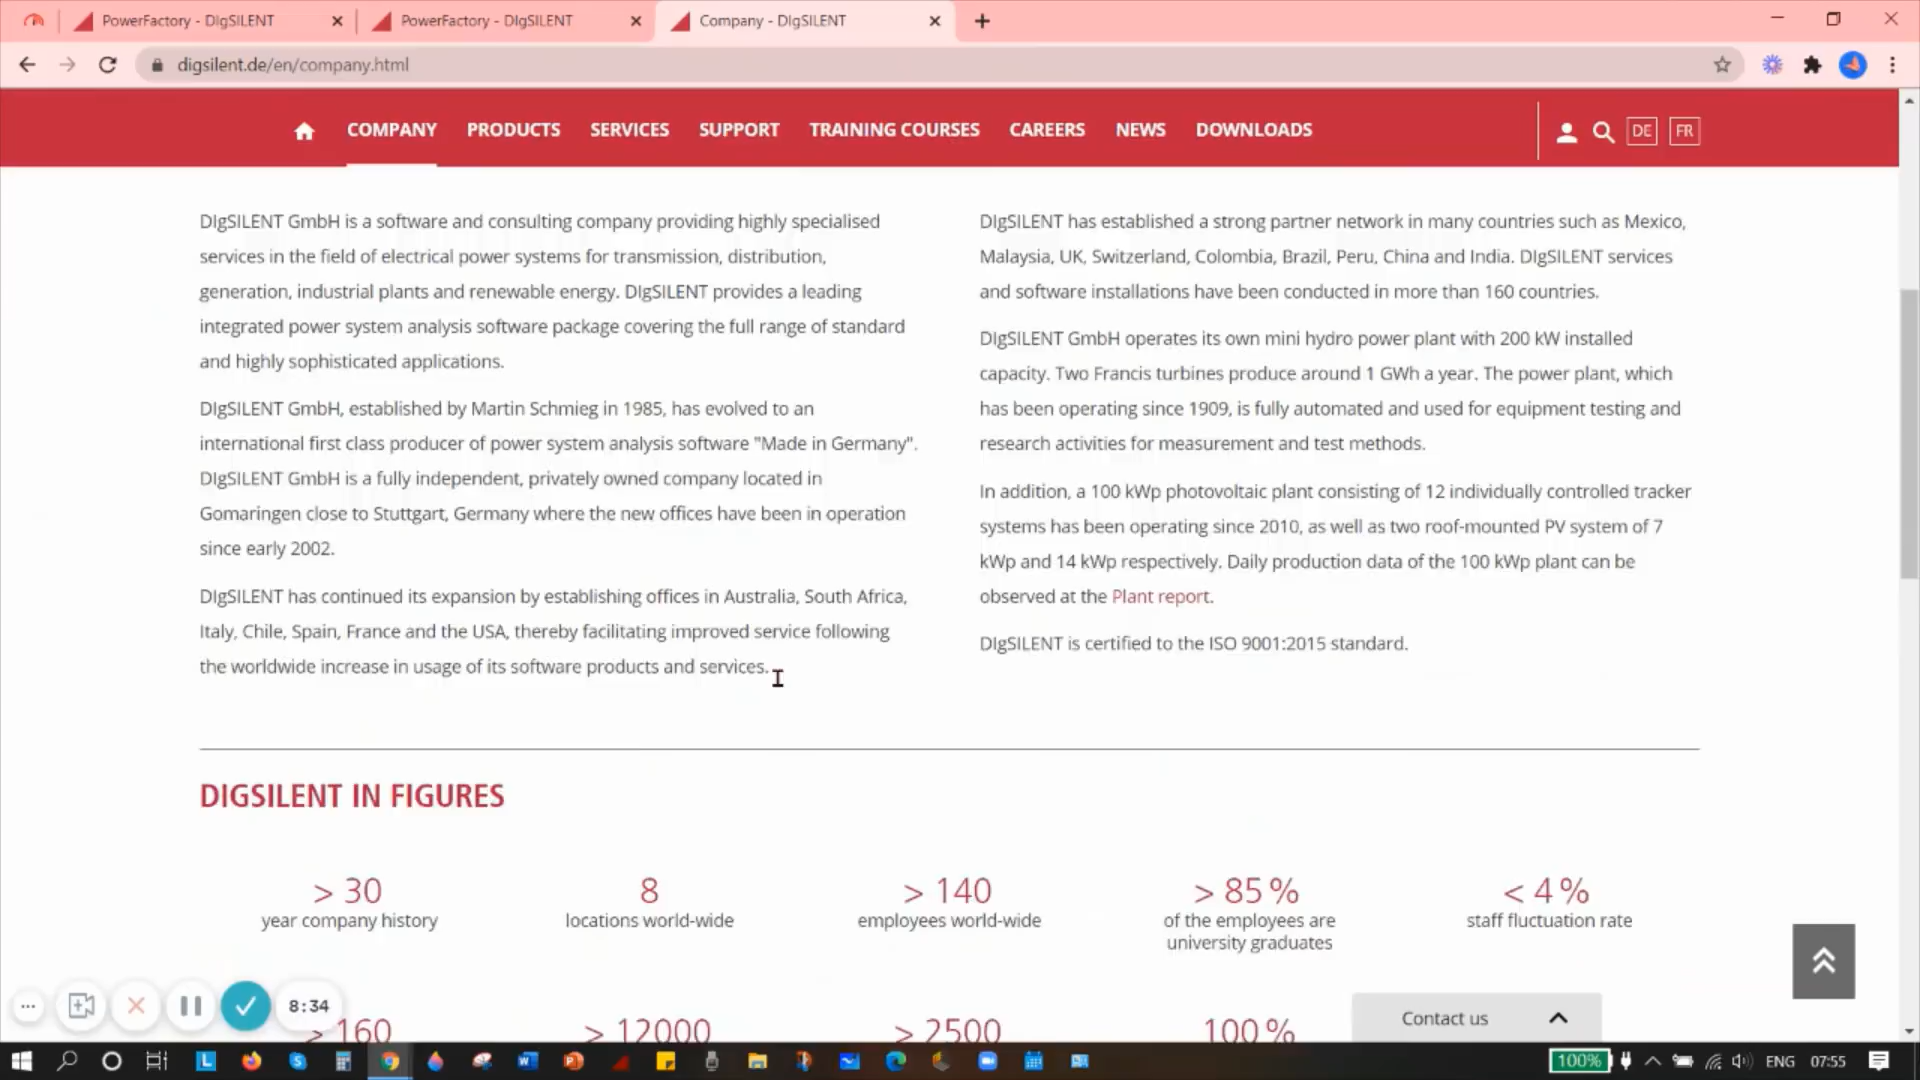 PowerFactory - DIgSILENT
PowerFactory - DIgSILENT
Company - DIgSILENT
digsilent.de/en/company.html
COMPANY PRODUCTS SERVICES SUPPORT TRAINING COURSES CAREERS NEWS DOWNLOADS DE FR
DIgSILENT GmbH is a software and consulting company providing highly specialised
services in the field of electrical power systems for transmission, distribution,
generation, industrial plants and renewable energy. DIgSILENT provides a leading
integrated power system analysis software package covering the full range of standard
and highly sophisticated applications.
DIgSILENT GmbH, established by Martin Schmieg in 1985, has evolved to an
international first class producer of power system analysis software "Made in Germany".
DIgSILENT GmbH is a fully independent, privately owned company located in
Gomaringen close to Stuttgart, Germany where the new offices have been in operation
since early 2002.
DIgSILENT has continued its expansion by establishing offices in Australia, South Africa,
Italy, Chile, Spain, France and the USA, thereby facilitating improved service following
the worldwide increase in usage of its software products and services.
DIgSILENT has established a strong partner network in many countries such as Mexico,
Malaysia, UK, Switzerland, Colombia, Brazil, Peru, China and India. DIgSILENT services
and software installations have been conducted in more than 160 countries.
DIgSILENT GmbH operates its own mini hydro power plant with 200 kW installed
capacity. Two Francis turbines produce around 1 GWh a year. The power plant, which
has been operating since 1909, is fully automated and used for equipment testing and
research activities for measurement and test methods.
In addition, a 100 kWp photovoltaic plant consisting of 12 individually controlled tracker
systems has been operating since 2010, as well as two roof-mounted PV system of 7
kWp and 14 kWp respectively. Daily production data of the 100 kWp plant can be
observed at the Plant report.
DIgSILENT is certified to the ISO 9001:2015 standard.
DIGSILENT IN FIGURES
> 30
year company history
8
locations world-wide
> 140
employees world-wide
> 85 %
of the employees are
university graduates
< 4 %
staff fluctuation rate
> 160
> 12000
> 2500
100 %
8:34
Contact us
100%
ENG
07:55